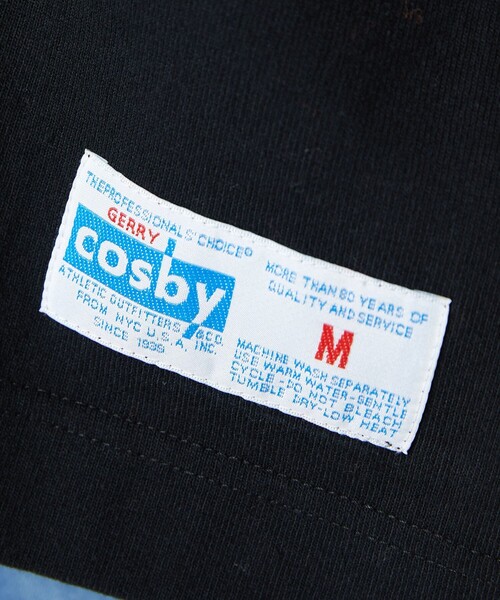 THE PROFESSIONALS' CHOICE®
GERRY
cosby
ATHLETIC OUTFITTERS & CO.
FROM NYC U.S.A. INC.
SINCE 1939
MORE THAN 80 YEARS OF
QUALITY AND SERVICE
M
MACHINE WASH SEPARATELY
USE WARM WATER-GENTLE
CYCLE-DO NOT BLEACH
TUMBLE DRY-LOW HEAT